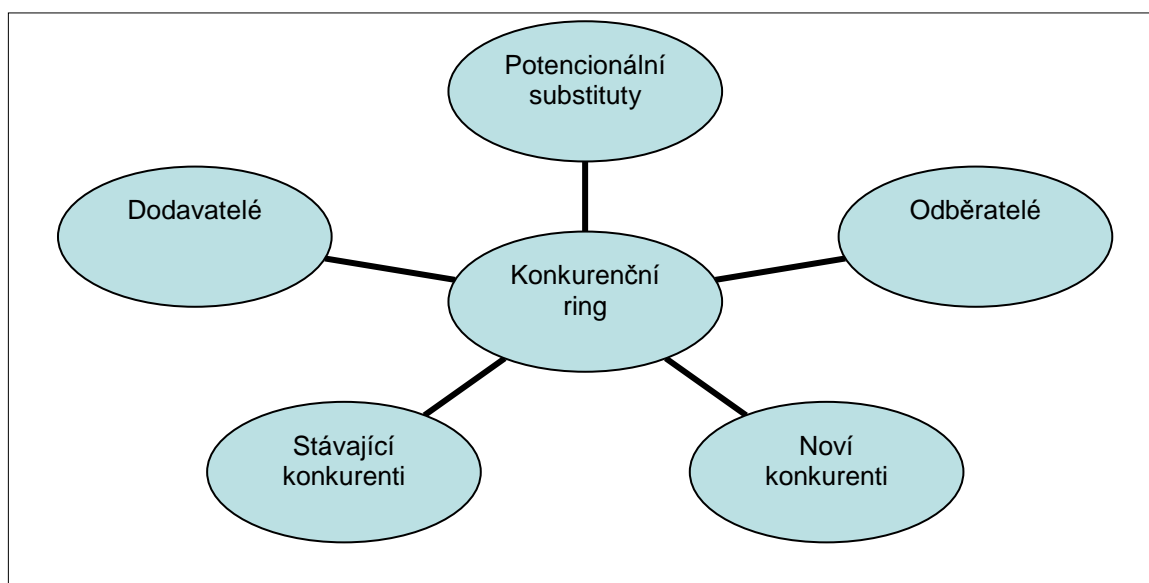 Potencionální
substituty
Dodavatelé
Odběratelé
Konkurenční
ring
Stávající
konkurenti
Noví
konkurenti